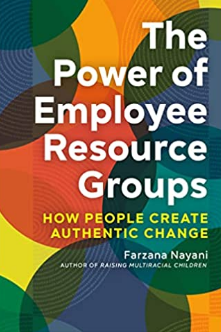 The
Power of
Employee
Resource
Groups
HOW PEOPLE CREATE
AUTHENTIC CHANGE
Farzana Nayani
AUTHOR OF RAISING MULTIRACIAL CHILDREN